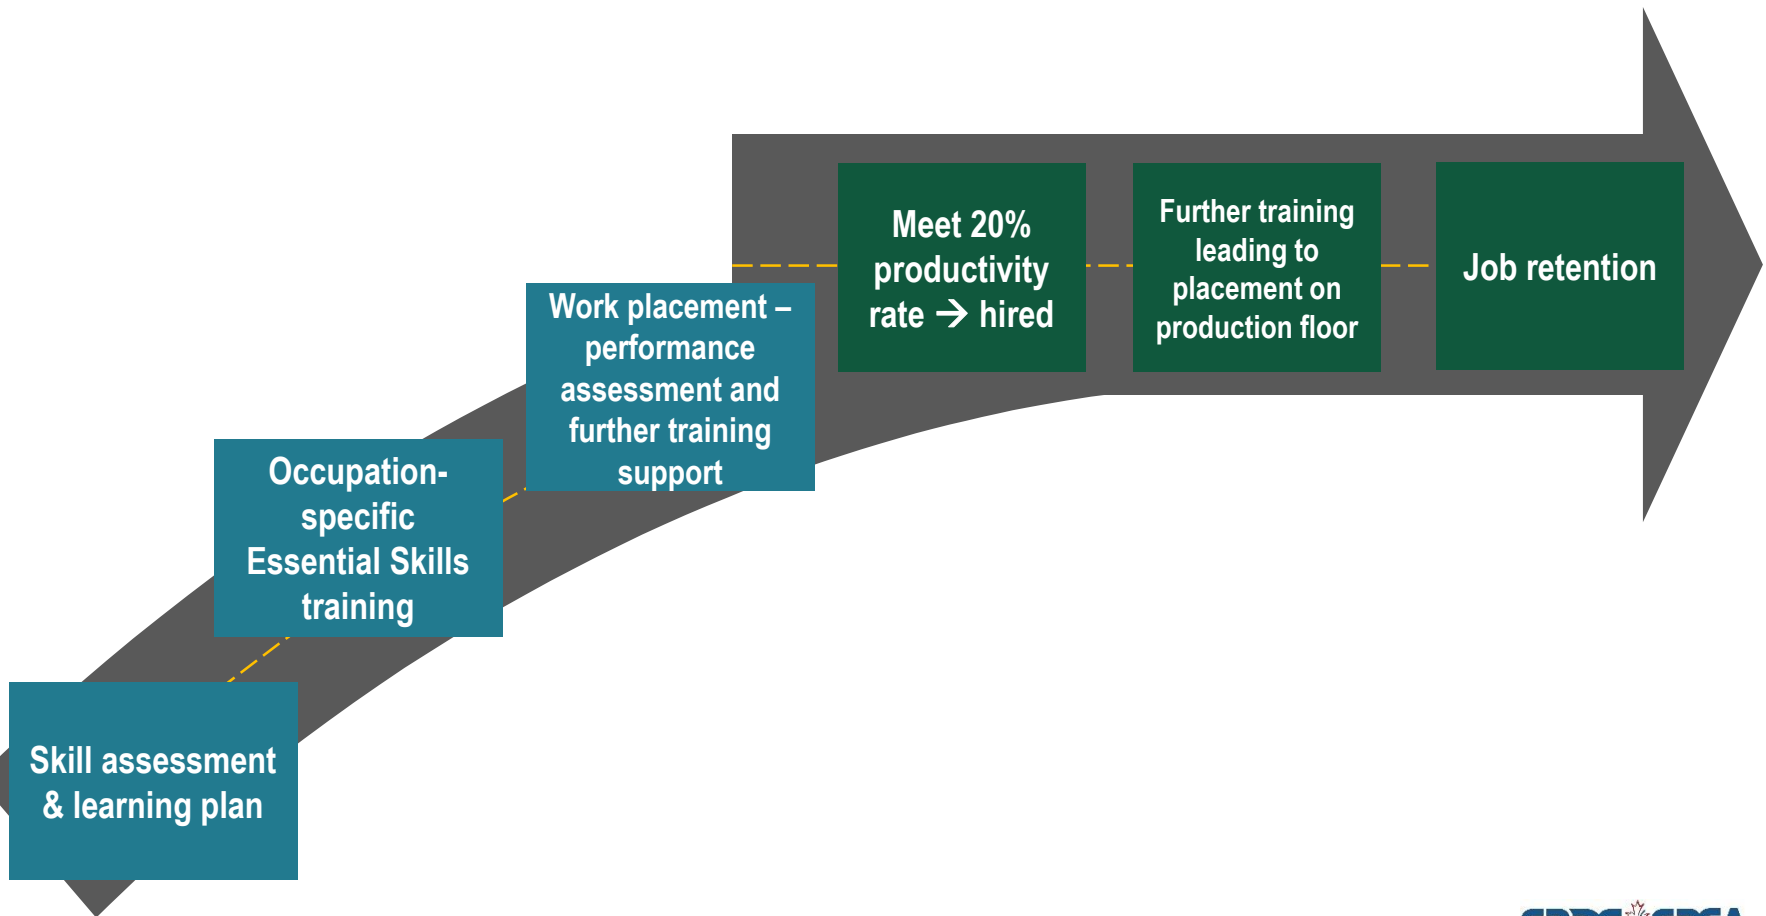 Skill assessment
& learning plan
Occupation-
specific
Essential Skills
training
Work placement –
performance
assessment and
further training
support
Meet 20%
productivity
rate → hired
Further training
leading to
placement on
production floor
Job retention